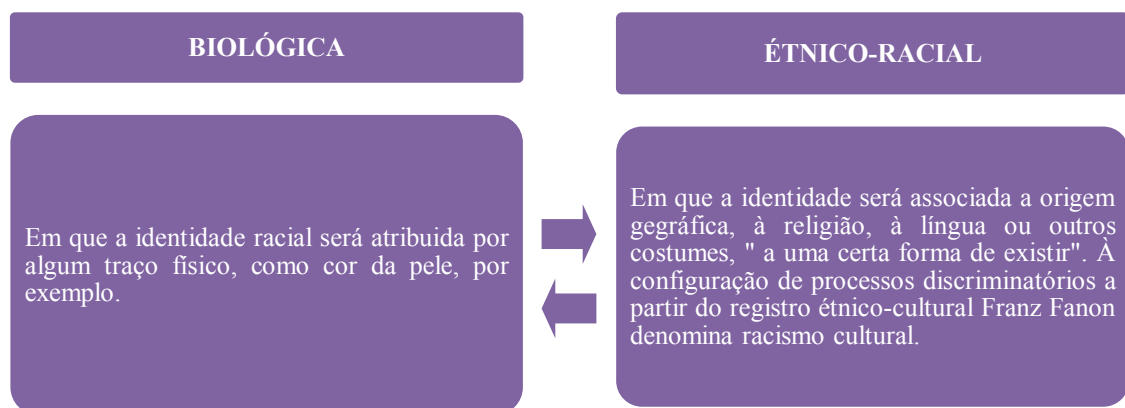 BIOLÓGICA
Em que a identidade racial será atribuida por
algum traço físico, como cor da pele, por
exemplo.
ÉTNICO-RACIAL
Em que a identidade será associada a origem
gegráfica, à religião, à língua ou outros
costumes, " a uma certa forma de existir". À
configuração de processos discriminatórios a
partir do registro étnico-cultural Franz Fanon
denomina racismo cultural.